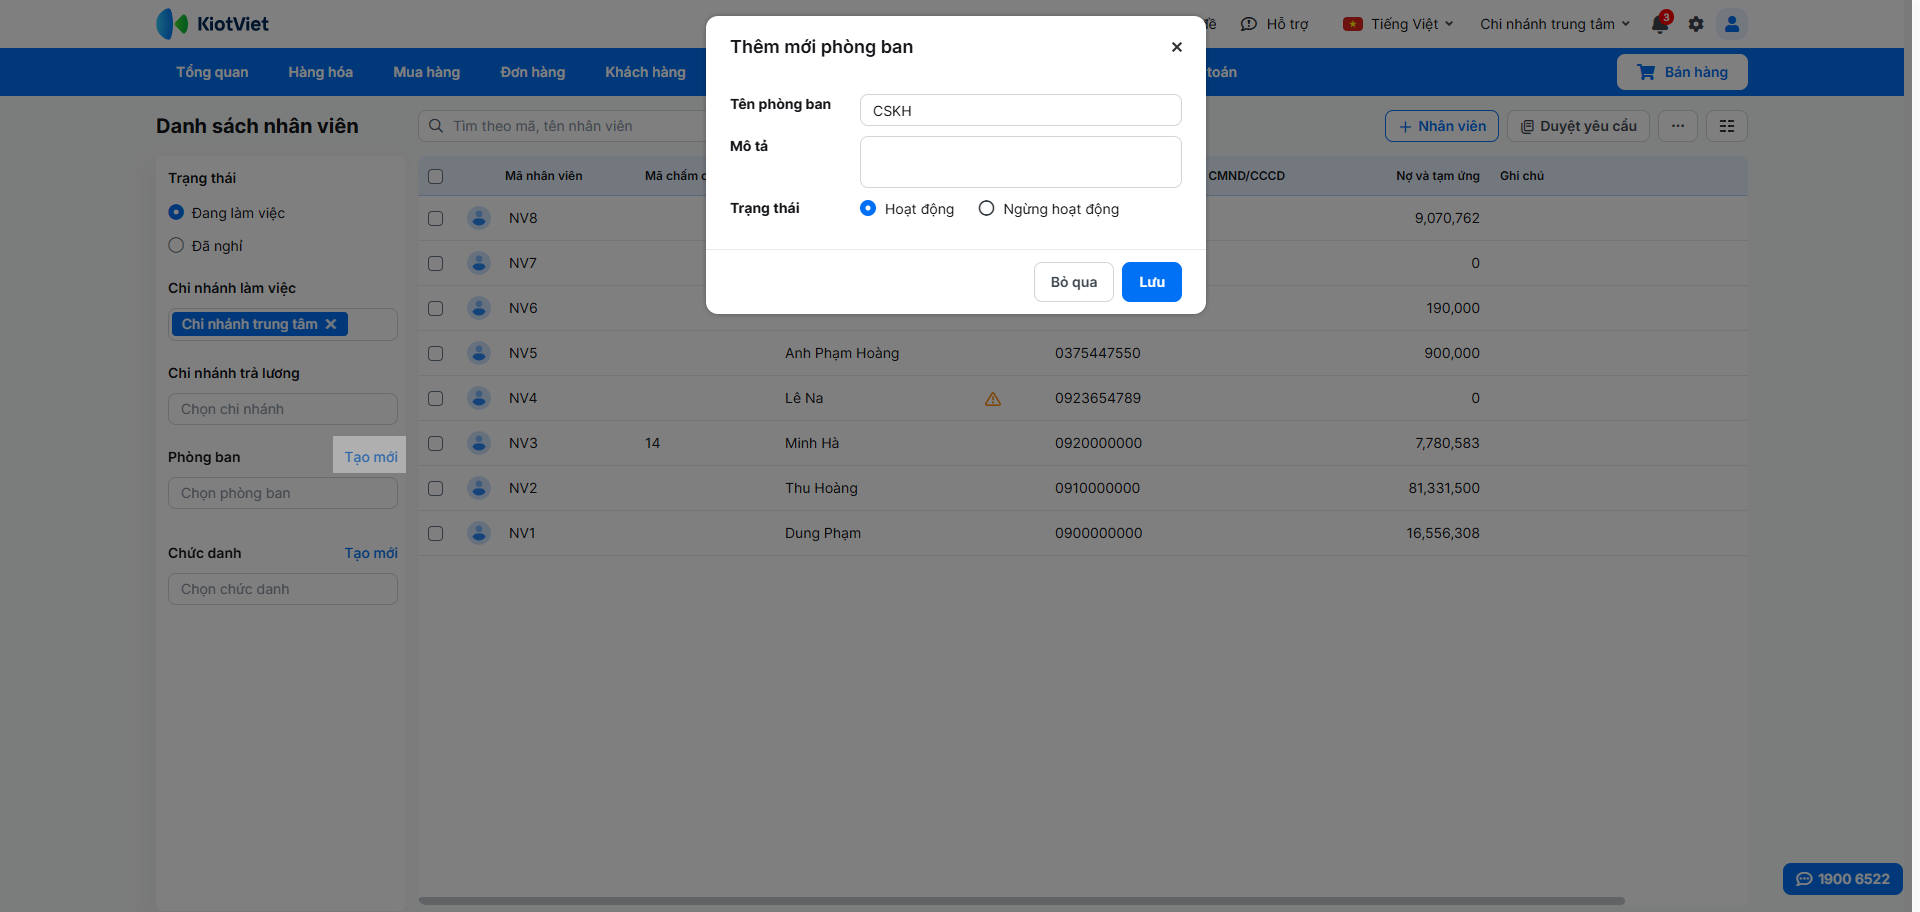 KiotViet
Hỗ trợ
Tiếng Việt
Chi nhánh trung tâm
3
Tổng quan
Hàng hóa
Mua hàng
Đơn hàng
Khách hàng
toán
Bán hàng
Thêm mới phòng ban
Tên phòng ban
CSKH
Mô tả
Trạng thái
Hoạt động
Ngừng hoạt động
Bỏ qua
Lưu
Danh sách nhân viên
Tìm theo mã, tên nhân viên
Nhân viên
Duyệt yêu cầu
Trạng thái
Đang làm việc
Đã nghỉ
Chi nhánh làm việc
Chi nhánh trung tâm
Chi nhánh trả lương
Chọn chi nhánh
Phòng ban
Tạo mới
Chọn phòng ban
Chức danh
Tạo mới
Chọn chức danh
Mã nhân viên Mã chấm c CMND/CCCD Nợ và tạm ứng Ghi chú
NV8 9,070,762
NV7 0
NV6 190,000
NV5 Anh Phạm Hoàng 0375447550 900,000
NV4 Lê Na 0923654789 0
NV3 14 Minh Hà 0920000000 7,780,583
NV2 Thu Hoàng 0910000000 81,331,500
NV1 Dung Phạm 0900000000 16,556,308
1900 6522